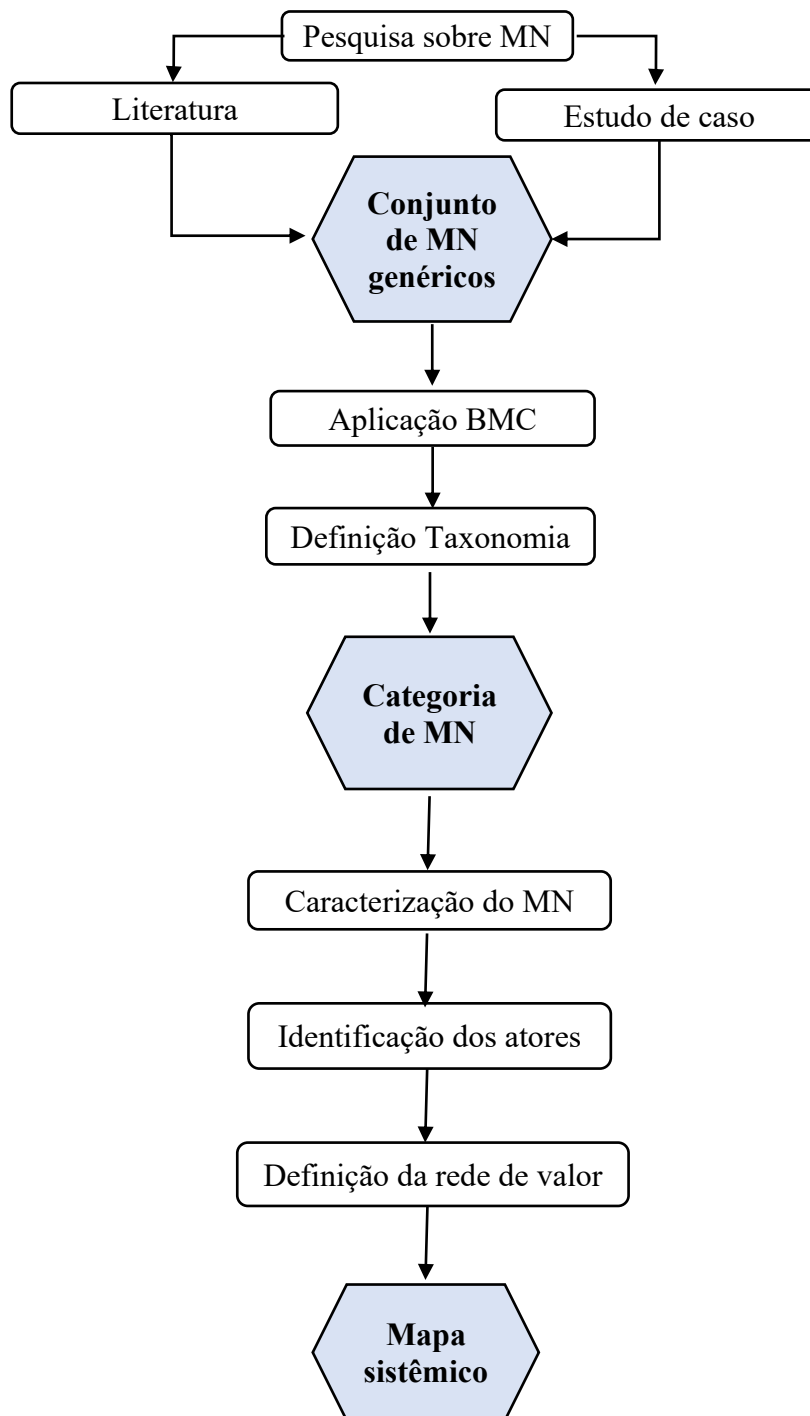 Pesquisa sobre MN
Literatura
Estudo de caso
Conjunto
de MN
genéricos
Aplicação BMC
Definição Taxonomia
Categoria
de MN
Caracterização do MN
Identificação dos atores
Definição da rede de valor
Mapa
sistêmico